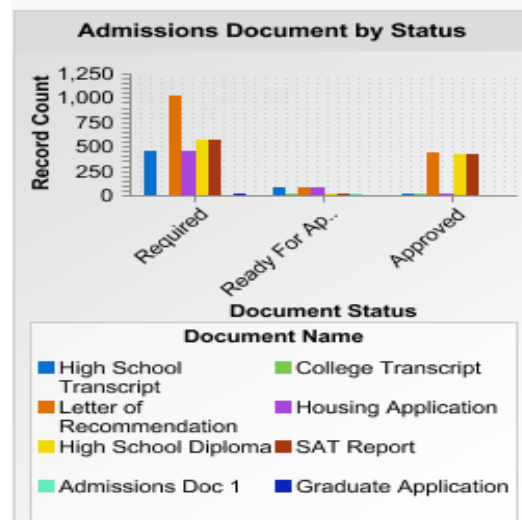 Admissions Document by Status
Record Count
1,250
1,000
750
500
250
0
Required
Ready For Ap..
Approved
Document Status
Document Name
High School Transcript
College Transcript
Letter of Recommendation
Housing Application
High School Diploma
SAT Report
Admissions Doc 1
Graduate Application